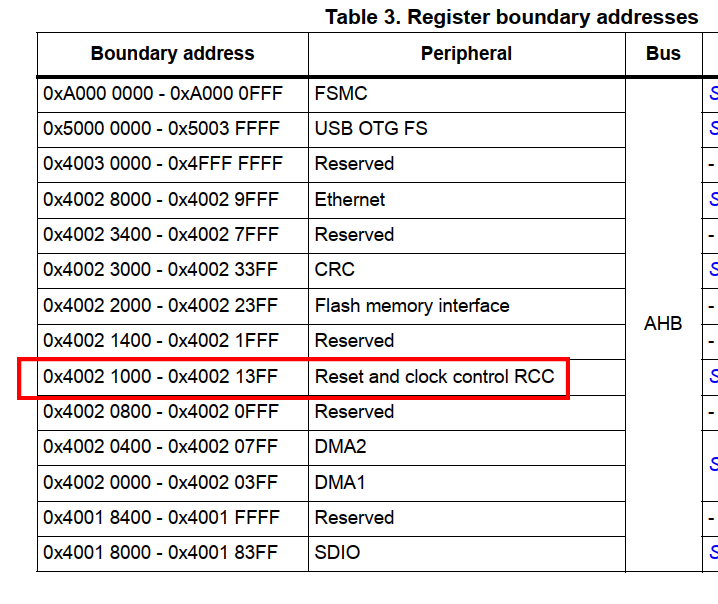 Table 3. Register boundary addresses
Boundary address Peripheral Bus
0xA000 0000 - 0xA000 0FFF FSMC S
0x5000 0000 - 0x5003 FFFF USB OTG FS S
0x4003 0000 - 0x4FFF FFFF Reserved -
0x4002 8000 - 0x4002 9FFF Ethernet S
0x4002 3400 - 0x4002 7FFF Reserved -
0x4002 3000 - 0x4002 33FF CRC S
0x4002 2000 - 0x4002 23FF Flash memory interface -
AHB
0x4002 1400 - 0x4002 1FFF Reserved -
0x4002 1000 - 0x4002 13FF Reset and clock control RCC S
0x4002 0800 - 0x4002 0FFF Reserved -
0x4002 0400 - 0x4002 07FF DMA2 S
0x4002 0000 - 0x4002 03FF DMA1
0x4001 8400 - 0x4001 FFFF Reserved -
0x4001 8000 - 0x4001 83FF SDIO S